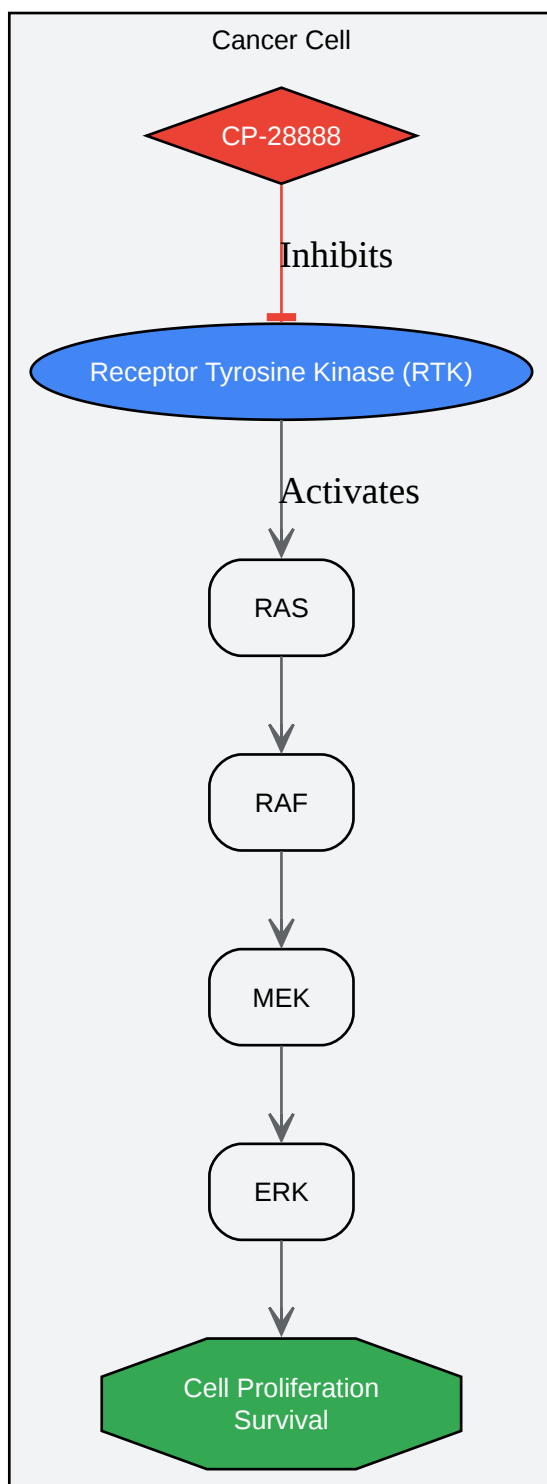 Cancer Cell
CP-28888
Inhibits
Receptor Tyrosine Kinase (RTK)
Activates
RAS
RAF
MEK
ERK
Cell Proliferation
Survival